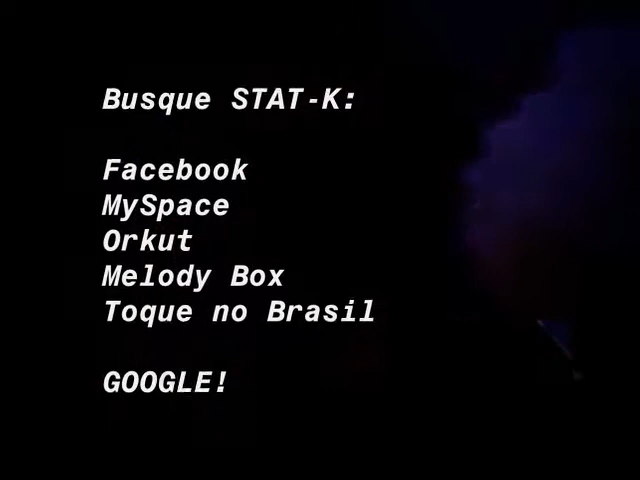 Busque STAT-K:
Facebook
MySpace
Orkut
Melody Box
Toque no Brasil
GOOGLE!